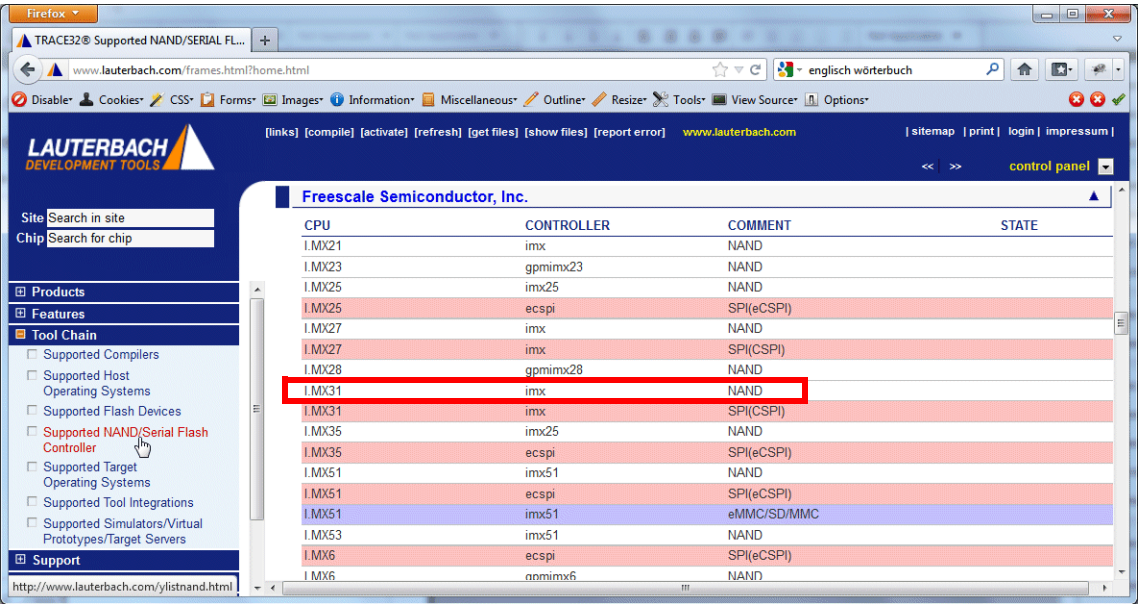 Firefox
TRACE32® Supported NAND/SERIAL FL...
+
www.lauterbach.com/frames.html?home.html
englisch wörterbuch
Disable Cookies CSS Forms Images Information Miscellaneous Outline Resize Tools View Source Options
LAUTERBACH
DEVELOPMENT TOOLS
[links] [compile] [activate] [refresh] [get files] [show files] [report error] www.lauterbach.com
| sitemap | print | login | impressum |
<< >> control panel
Site Search in site
Chip Search for chip
Products
Features
Tool Chain
Supported Compilers
Supported Host
Operating Systems
Supported Flash Devices
Supported NAND/Serial Flash
Controller
Supported Target
Operating Systems
Supported Tool Integrations
Supported Simulators/Virtual
Prototypes/Target Servers
Support
http://www.lauterbach.com/ylistnand.html
Freescale Semiconductor, Inc.
CPU CONTROLLER COMMENT STATE
I.MX21 imx NAND
I.MX23 gpmimx23 NAND
I.MX25 imx25 NAND
I.MX25 ecspi SPI(eCSPI)
I.MX27 imx NAND
I.MX27 imx SPI(CSPI)
I.MX28 gpmimx28 NAND
I.MX31 imx NAND
I.MX31 imx SPI(CSPI)
I.MX35 imx25 NAND
I.MX35 ecspi SPI(eCSPI)
I.MX51 imx51 NAND
I.MX51 ecspi SPI(eCSPI)
I.MX51 imx51 eMMC/SD/MMC
I.MX53 imx51 NAND
I.MX6 ecspi SPI(eCSPI)
I.MX6 gpmimx6 NAND